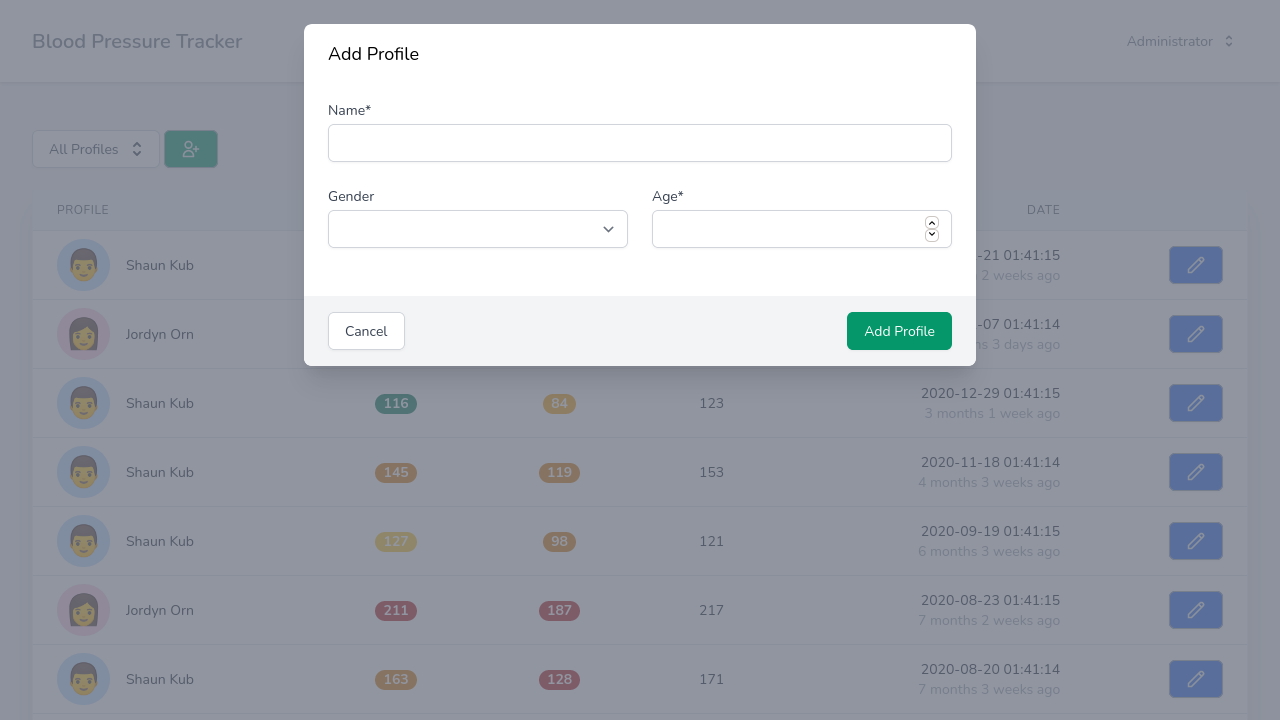 Blood Pressure Tracker
Administrator
Add Profile
Name*
Gender
Age*
Cancel
Add Profile
All Profiles
PROFILE
DATE
Shaun Kub
-21 01:41:15
2 weeks ago
Jordyn Orn
-07 01:41:14
3 days ago
Shaun Kub
116
84
123
2020-12-29 01:41:15
3 months 1 week ago
Shaun Kub
145
119
153
2020-11-18 01:41:14
4 months 3 weeks ago
Shaun Kub
127
98
121
2020-09-19 01:41:15
6 months 3 weeks ago
Jordyn Orn
211
187
217
2020-08-23 01:41:15
7 months 2 weeks ago
Shaun Kub
163
128
171
2020-08-20 01:41:14
7 months 3 weeks ago